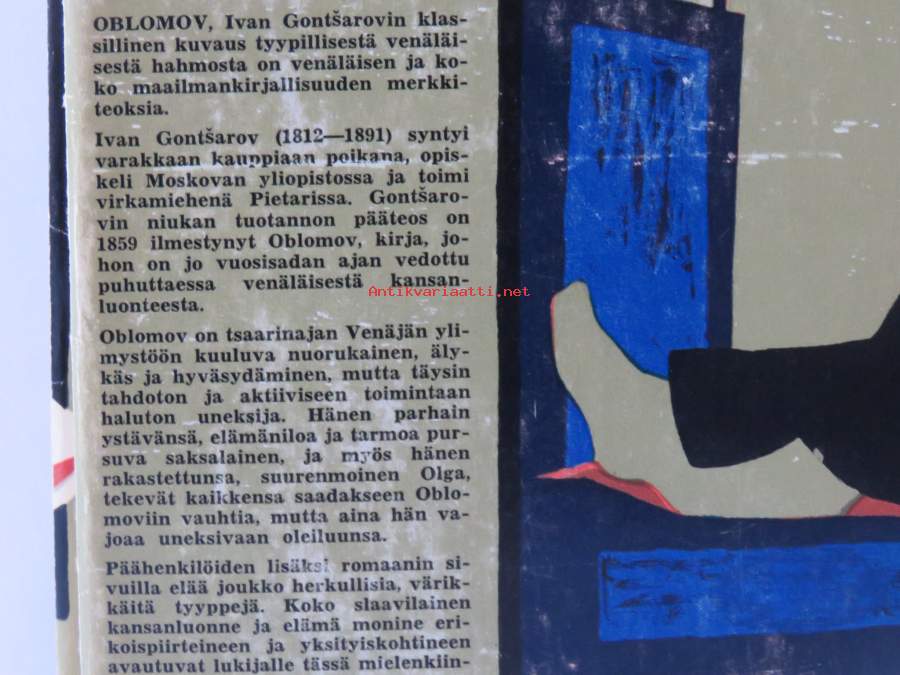 OBLOMOV, Ivan Gontšarovin klas-
sillinen kuvaus tyypillisestä venäläi-
sestä hahmosta on venäläisen ja ko-
ko maailmankirjallisuuden merkki-
teoksia.
Ivan Gontšarov (1812—1891) syntyi
varakkaan kauppiaan poikana, opis-
keli Moskovan yliopistossa ja toimi
virkamiehenä Pietarissa. Gontšaro-
vin niukan tuotannon pääteos on
1859 ilmestynyt Oblomov, kirja, jo-
hon on jo vuosisadan ajan vedottu
puhuttaessa venäläisestä kansan-
luonteesta.
Antikvariaatti.net
Oblomov on tsaarinajan Venäjän yli-
mystöön kuuluva nuorukainen, äly-
käs ja hyväsydäminen, mutta täysin
tahdoton ja aktiiviseen toimintaan
haluton uneksija. Hänen parhain
ystävänsä, elämäniloa ja tarmoa pur-
suva saksalainen, ja myös hänen
rakastettunsa, suurenmoinen Olga,
tekevät kaikkensa saadakseen Oblo-
moviin vauhtia, mutta aina hän va-
joaa uneksivaan oleiluunsa.
Päähenkilöiden lisäksi romaanin si-
vuilla elää joukko herkullisia, värik-
käitä tyyppejä. Koko slaavilainen
kansanluonne ja elämä monine eri-
koispiirteineen ja yksityiskohtineen
avautuvat lukijalle tässä mielenkiin-